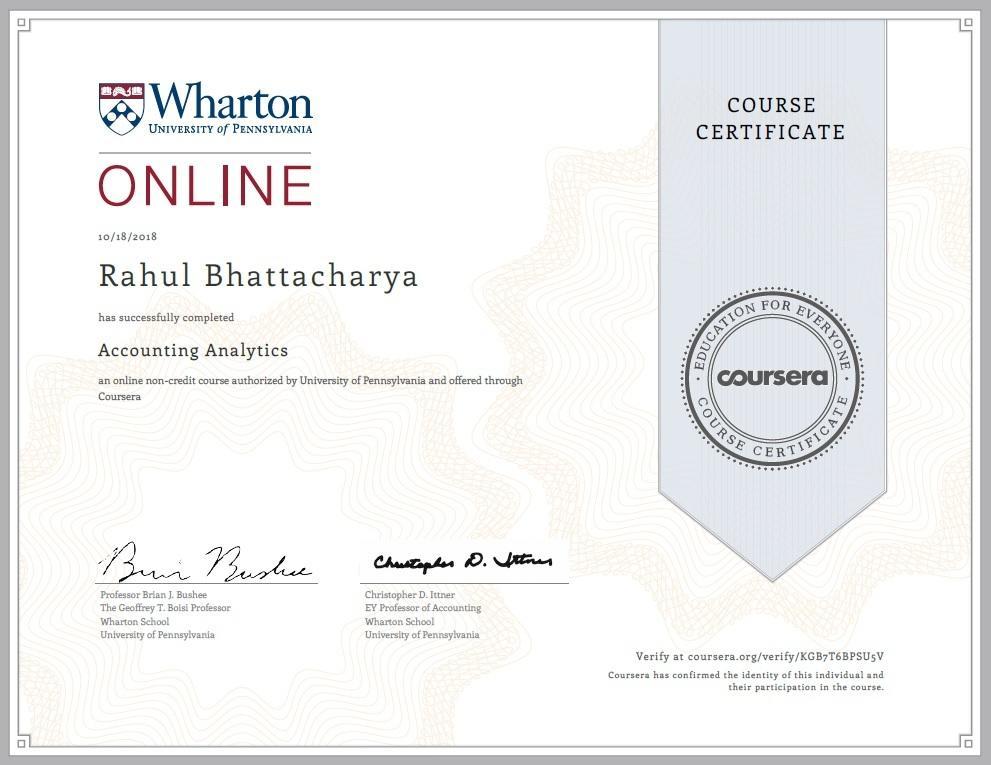 Wharton
UNIVERSITY of PENNSYLVANIA
ONLINE
10/18/2018
Rahul Bhattacharya
has successfully completed
Accounting Analytics
an online non-credit course authorized by University of Pennsylvania and offered through
Coursera
COURSE
CERTIFICATE
EDUCATION FOR EVERYONE
coursera
COURSE CERTIFICATE
Brian Bushee
Christopher D. Ittner
Professor Brian J. Bushee
The Geoffrey T. Boisi Professor
Wharton School
University of Pennsylvania
Christopher D. Ittner
EY Professor of Accounting
Wharton School
University of Pennsylvania
Verify at coursera.org/verify/KGB7T6BPSU5V
Coursera has confirmed the identity of this individual and
their participation in the course.